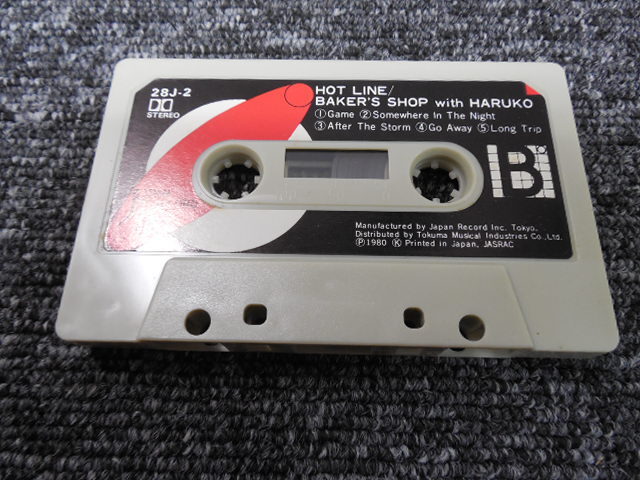 28J-2
STEREO
HOT LINE/
BAKER'S SHOP with HARUKO
①Game ②Somewhere In The Night
③After The Storm ④Go Away ⑤Long Trip
B
Manufactured by Japan Record Inc. Tokyo.
Distributed by Tokuma Musical Industries Co., Ltd.
Ⓟ1980 Ⓚ Printed in Japan, JASRAC